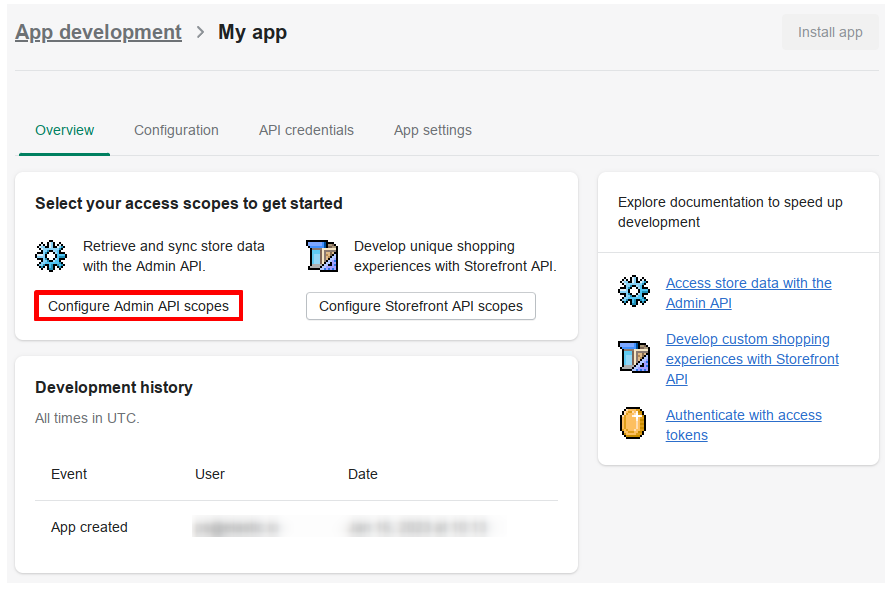 App development > My app
Install app
Overview
Configuration
API credentials
App settings
Select your access scopes to get started
Retrieve and sync store data
with the Admin API.
Configure Admin API scopes
Develop unique shopping
experiences with Storefront API.
Configure Storefront API scopes
Development history
All times in UTC.
Event
User
Date
App created
Explore documentation to speed up
development
Access store data with the
Admin API
Develop custom shopping
experiences with Storefront
API
Authenticate with access
tokens